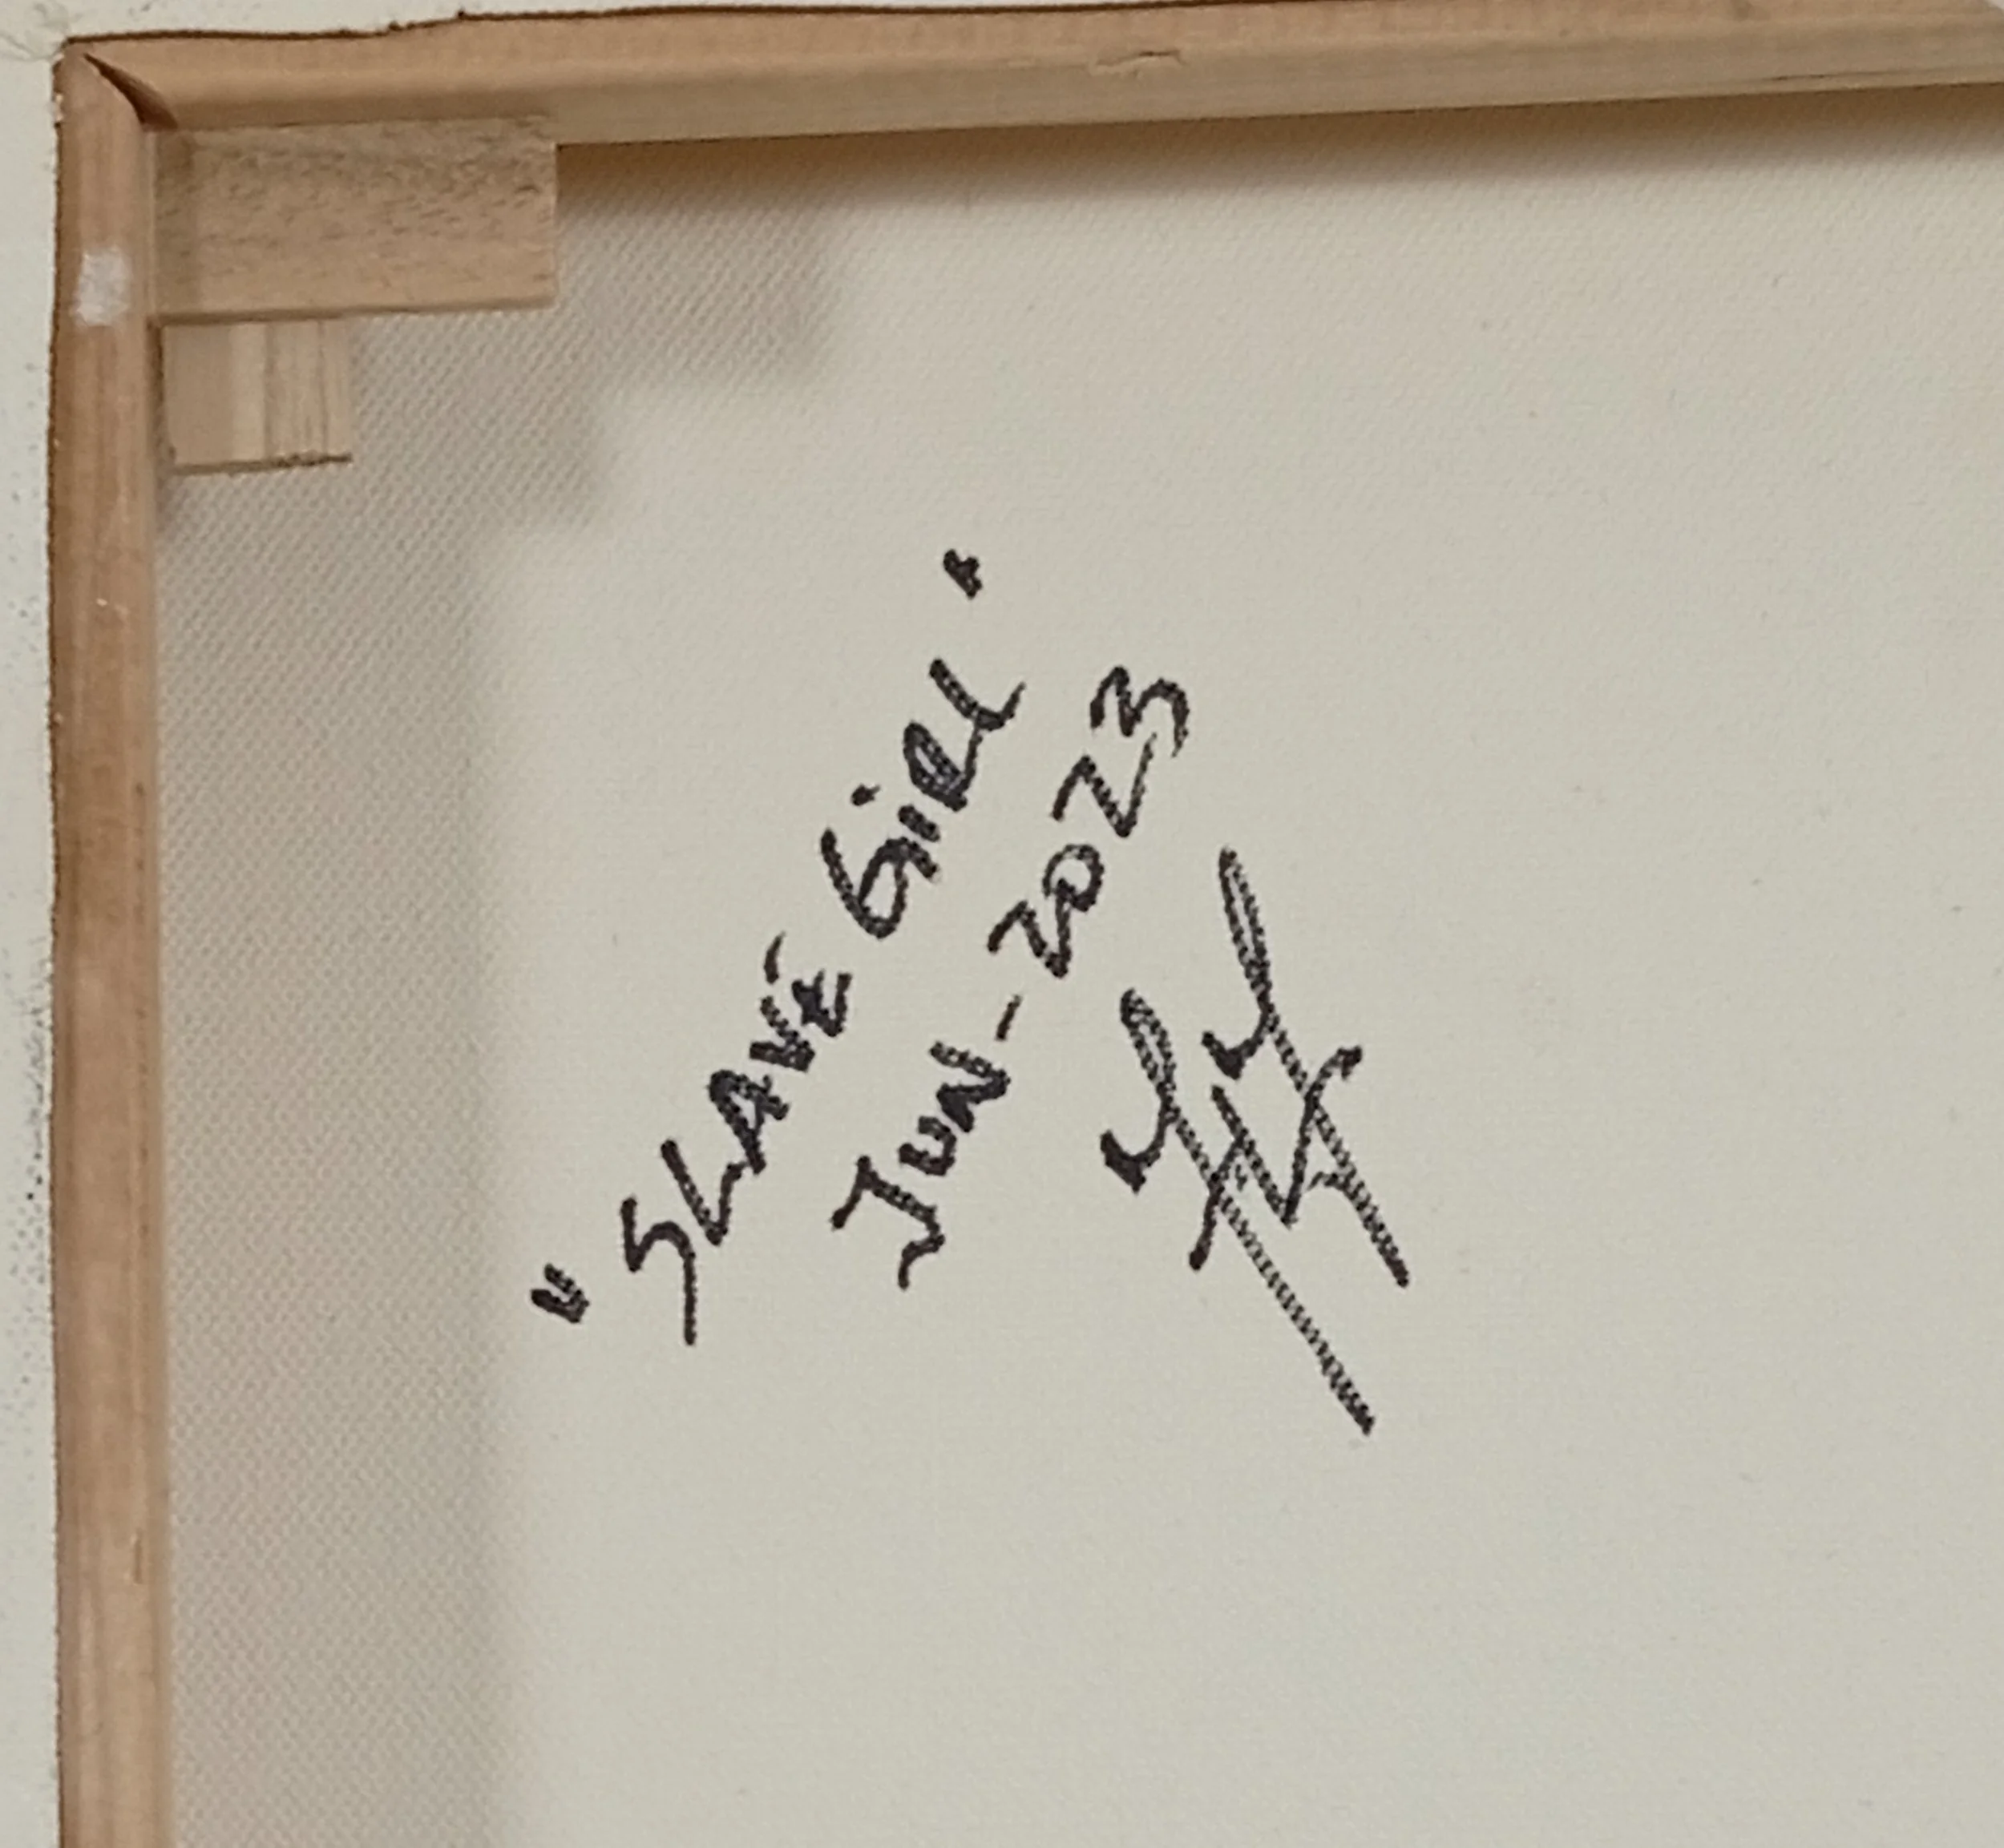 "SLAVE GIRL"
JUN - 2023